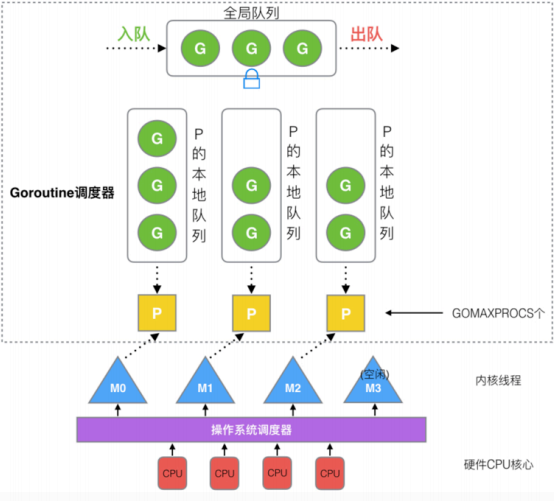 全局队列
入队
出队
G G G
G
G G G
G G G
P的本地队列
P的本地队列
P的本地队列
Goroutine调度器
P P P
GOMAXPROCS个
(空闲)
M0 M1 M2 M3
内核线程
操作系统调度器
CPU CPU CPU CPU
硬件CPU核心